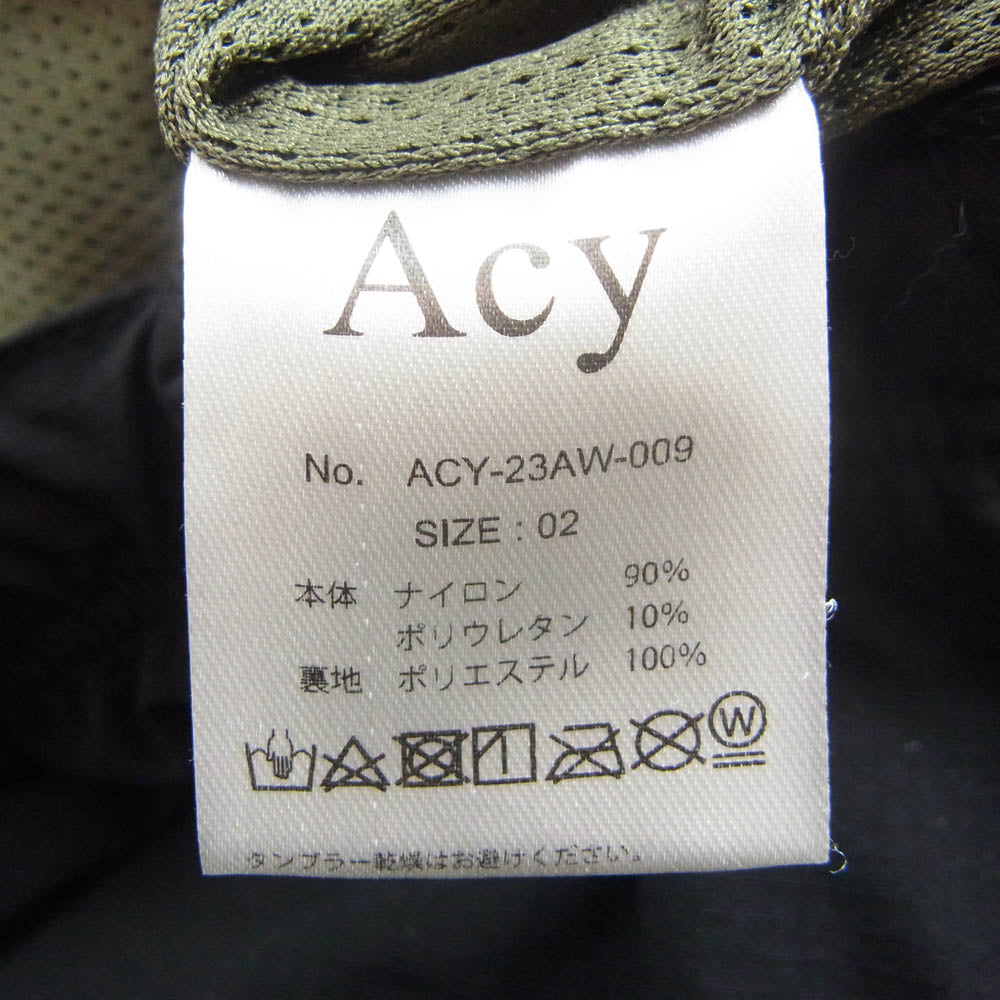 Acy
No. ACY-23AW-009
SIZE : 02
本体 ナイロン 90%
ポリウレタン 10%
裏地 ポリエステル 100%
W
タンブラー乾燥はお避けください。